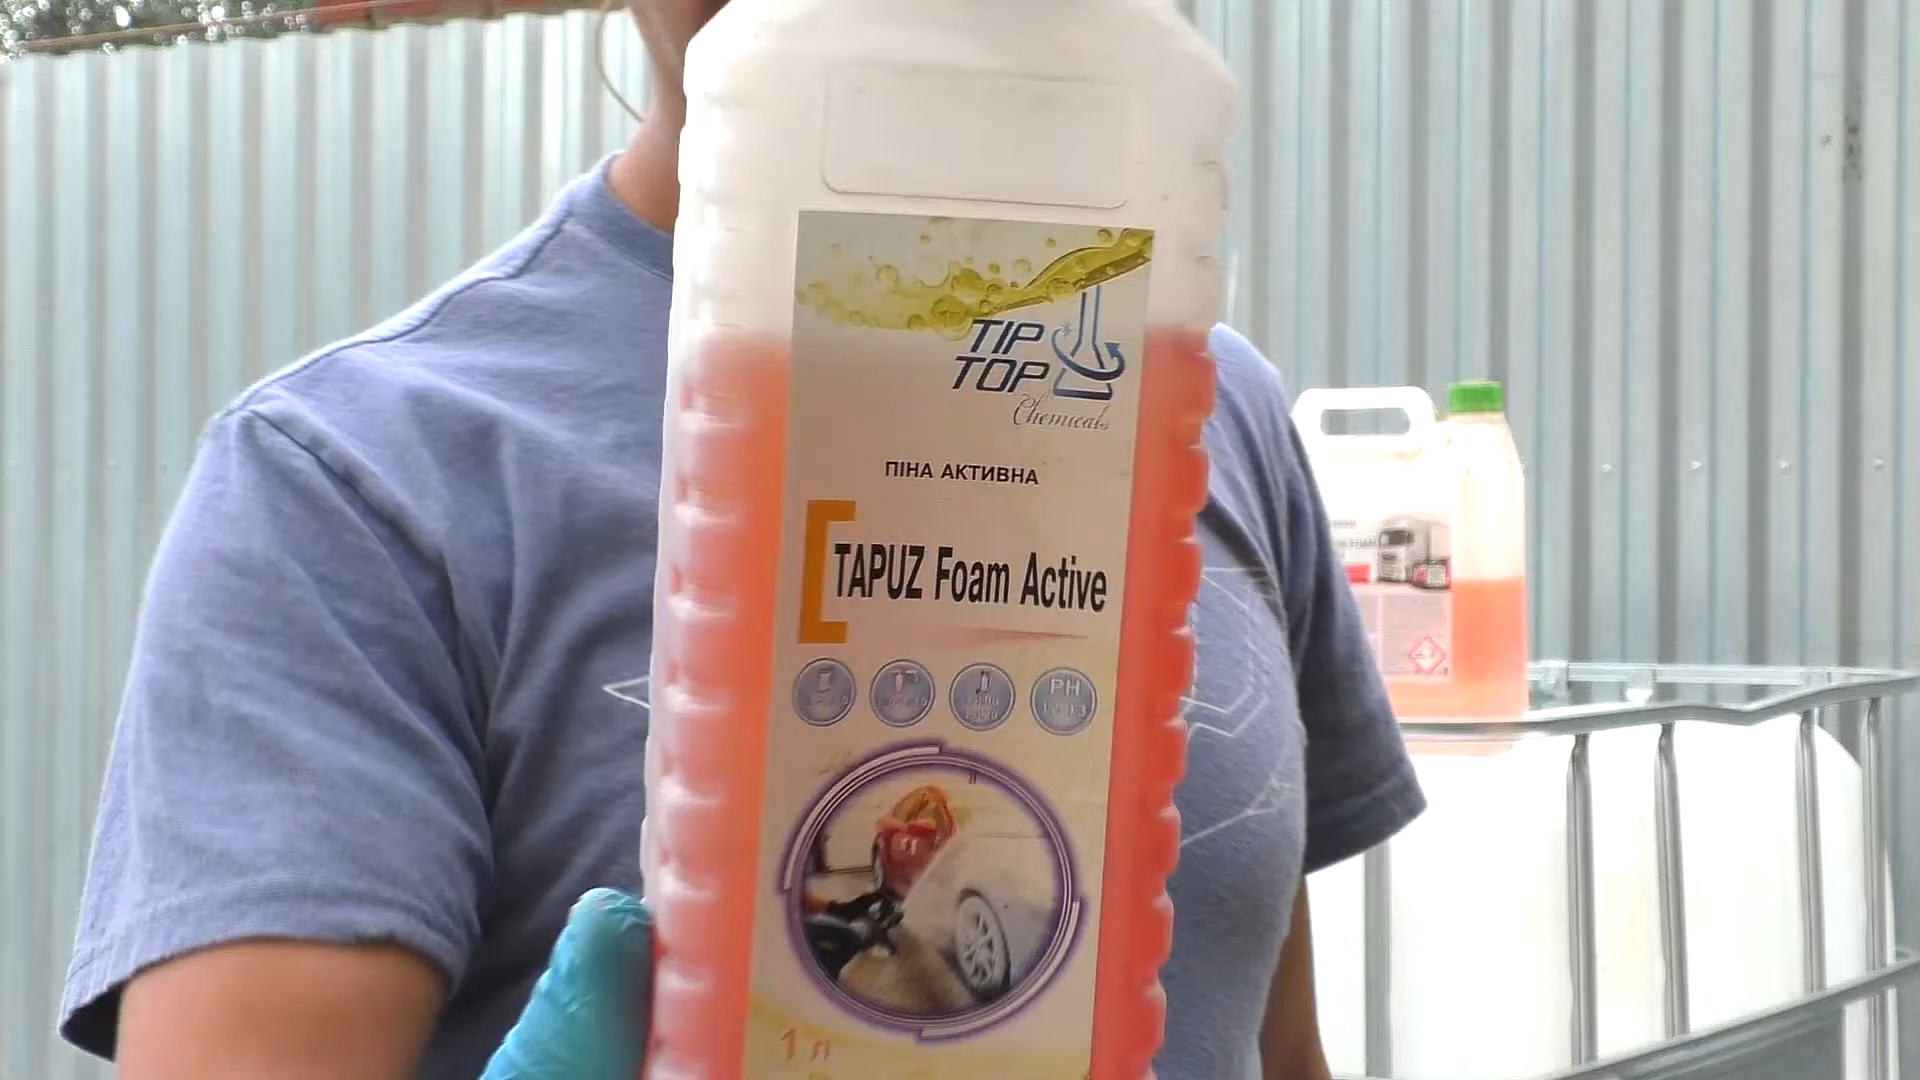 TIP
TOP
Chemicals
ПІНА АКТИВНА
TAPUZ Foam Active
PH
1 л